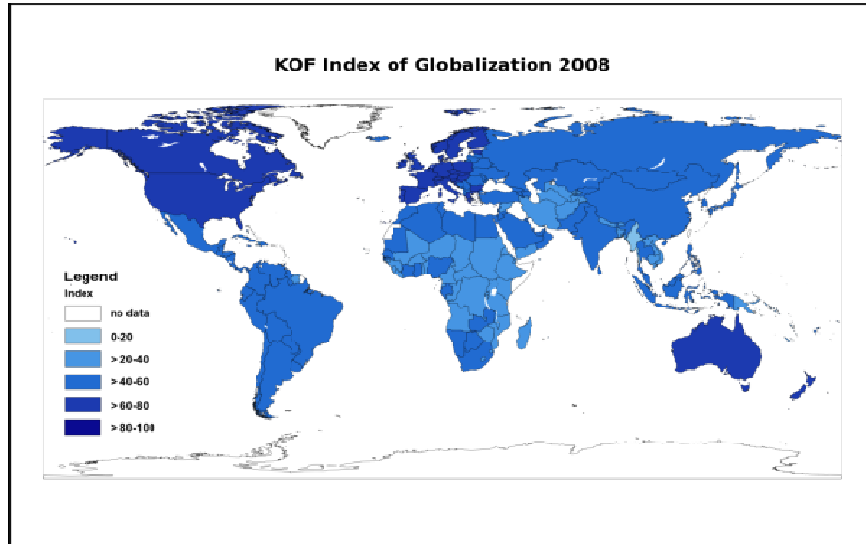 KOF Index of Globalization 2008
Legend
Index
no data
0-20
>20-40
>40-60
>60-80
>80-100